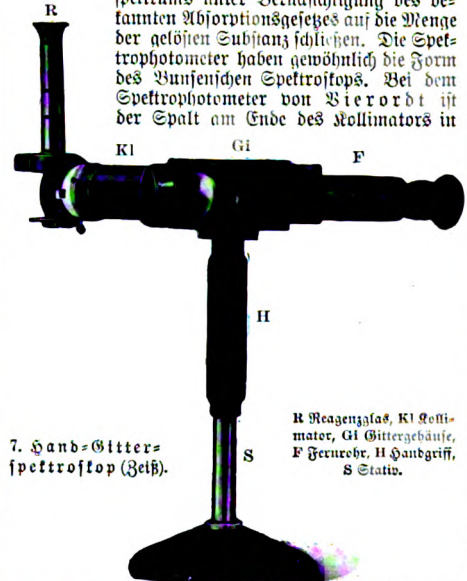 spektrums unter Berücksichtigung des be-
kannten Absorptionsgesetzes auf die Menge
der gelösten Substanz schließen. Die Spek-
trophotometer haben gewöhnlich die Form
des Bunsenschen Spektroskops. Bei dem
Spektrophotometer von Vierordt ist
der Spalt am Ende des Kollimators in
R
Kl
Gi
F
H
S
7. Hand-Gitter-
spektroskop (Zeiß).
R Reagenzglas, Kl Kolli-
mator, Gi Gittergehäuse,
F Fernrohr, H Handgriff,
S Stativ.